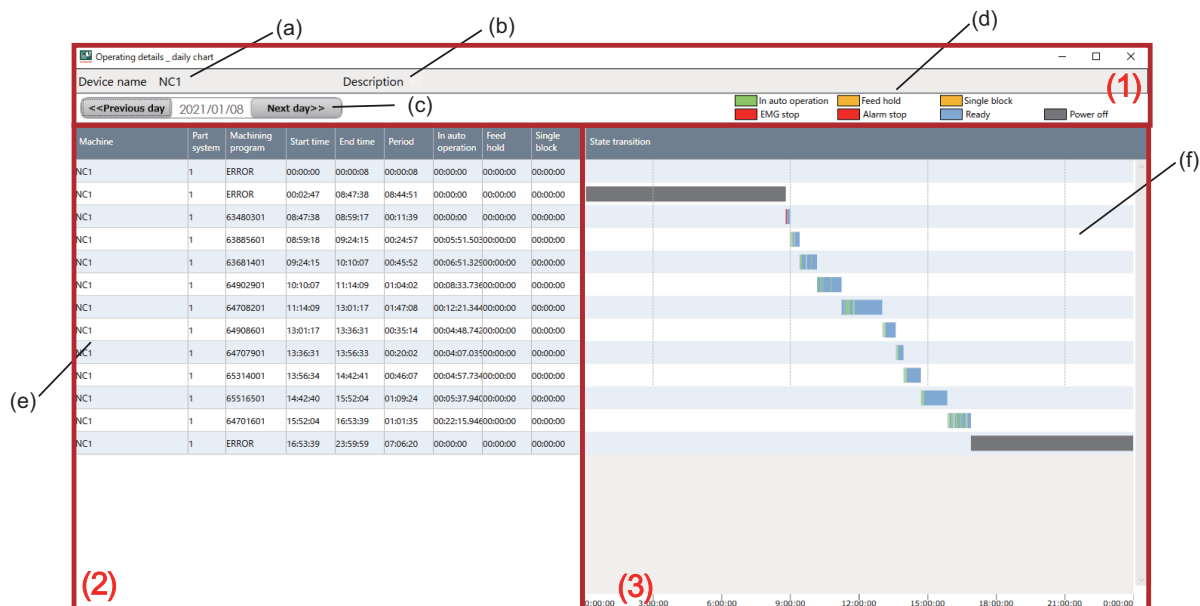 (a)
(b)
(d)
Operating details _ daily chart
Device name NC1 Description
(1)
<<Previous day 2021/01/08 Next day>>
(c)
In auto operation Feed hold Single block
EMG stop Alarm stop Ready Power off
Machine Part system Machining program Start time End time Period In auto operation Feed hold Single block State transition
(f)
NC1 1 ERROR 00:00:00 00:00:08 00:00:08 00:00:00 00:00:00 00:00:00
NC1 1 ERROR 00:02:47 08:47:38 08:44:51 00:00:00 00:00:00 00:00:00
NC1 1 63480301 08:47:38 08:59:17 00:11:39 00:00:00 00:00:00 00:00:00
NC1 1 63885601 08:59:18 09:24:15 00:24:57 00:05:51.503 00:00:00 00:00:00
NC1 1 63681401 09:24:15 10:10:07 00:45:52 00:06:51.329 00:00:00 00:00:00
NC1 1 64902901 10:10:07 11:14:09 01:04:02 00:08:33.736 00:00:00 00:00:00
NC1 1 64708201 11:14:09 13:01:17 01:47:08 00:12:21.344 00:00:00 00:00:00
NC1 1 64908601 13:01:17 13:36:31 00:35:14 00:04:48.742 00:00:00 00:00:00
NC1 1 64707901 13:36:31 13:56:33 00:20:02 00:04:07.035 00:00:00 00:00:00
NC1 1 65314001 13:56:34 14:42:41 00:46:07 00:04:57.734 00:00:00 00:00:00
(e)
NC1 1 65516501 14:42:40 15:52:04 01:09:24 00:05:37.940 00:00:00 00:00:00
NC1 1 64701601 15:52:04 16:53:39 01:01:35 00:22:15.946 00:00:00 00:00:00
NC1 1 ERROR 16:53:39 23:59:59 07:06:20 00:00:00 00:00:00 00:00:00
(2)
(3)
0:00:00 3:00:00 6:00:00 9:00:00 12:00:00 15:00:00 18:00:00 21:00:00 0:00:00